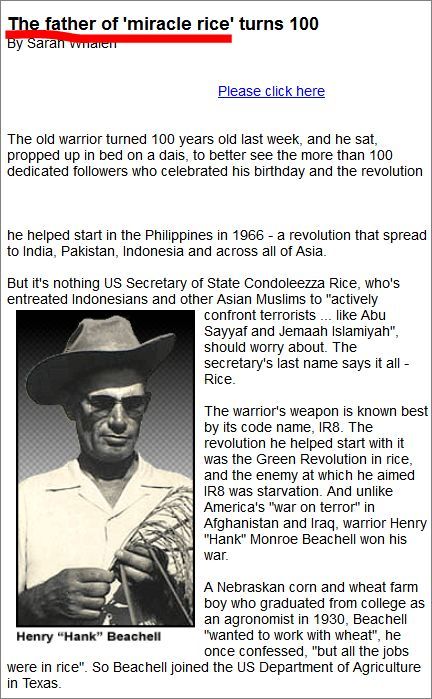 The father of 'miracle rice' turns 100
By Sarah Whalen
Please click here
The old warrior turned 100 years old last week, and he sat,
propped up in bed on a dais, to better see the more than 100
dedicated followers who celebrated his birthday and the revolution
he helped start in the Philippines in 1966 - a revolution that spread
to India, Pakistan, Indonesia and across all of Asia.
But it's nothing US Secretary of State Condoleezza Rice, who's
entreated Indonesians and other Asian Muslims to "actively
confront terrorists ... like Abu
Sayyaf and Jemaah Islamiyah",
should worry about. The
secretary's last name says it all -
Rice.
The warrior's weapon is known best
by its code name, IR8. The
revolution he helped start with it
was the Green Revolution in rice,
and the enemy at which he aimed
IR8 was starvation. And unlike
America's "war on terror" in
Afghanistan and Iraq, warrior Henry
"Hank" Monroe Beachell won his
war.
A Nebraskan corn and wheat farm
boy who graduated from college as
an agronomist in 1930, Beachell
"wanted to work with wheat", he
once confessed, "but all the jobs
were in rice". So Beachell joined the US Department of Agriculture
in Texas.
Henry “Hank” Beachell